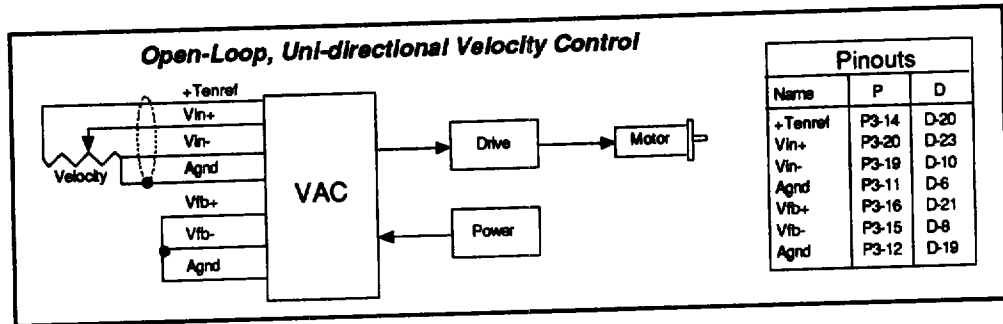 Open-Loop, Uni-directional Velocity Control
+Tenref
Vin+
Vin-
Agnd
Velocity
Vfb+
Vfb-
Agnd
VAC
Drive
Motor
Power
Pinouts
Name P D
+Tenref P3-14 D-20
Vin+ P3-20 D-23
Vin- P3-19 D-10
Agnd P3-11 D-6
Vfb+ P3-16 D-21
Vfb- P3-15 D-8
Agnd P3-12 D-19